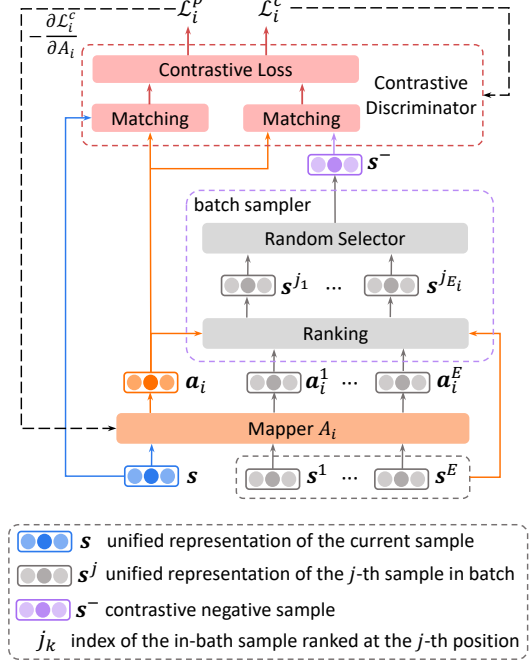 ℒ_i^p ℒ_i^c
−∂ℒ_i^c/∂A_i
Contrastive Loss
Contrastive
Discriminator
Matching Matching
s⁻
batch sampler
Random Selector
s^{j_1} ... s^{j_{E_i}}
Ranking
a_i a_i^1 ... a_i^E
Mapper A_i
s s^1 ... s^E
s unified representation of the current sample
s^j unified representation of the j-th sample in batch
s⁻ contrastive negative sample
j_k index of the in-bath sample ranked at the j-th position